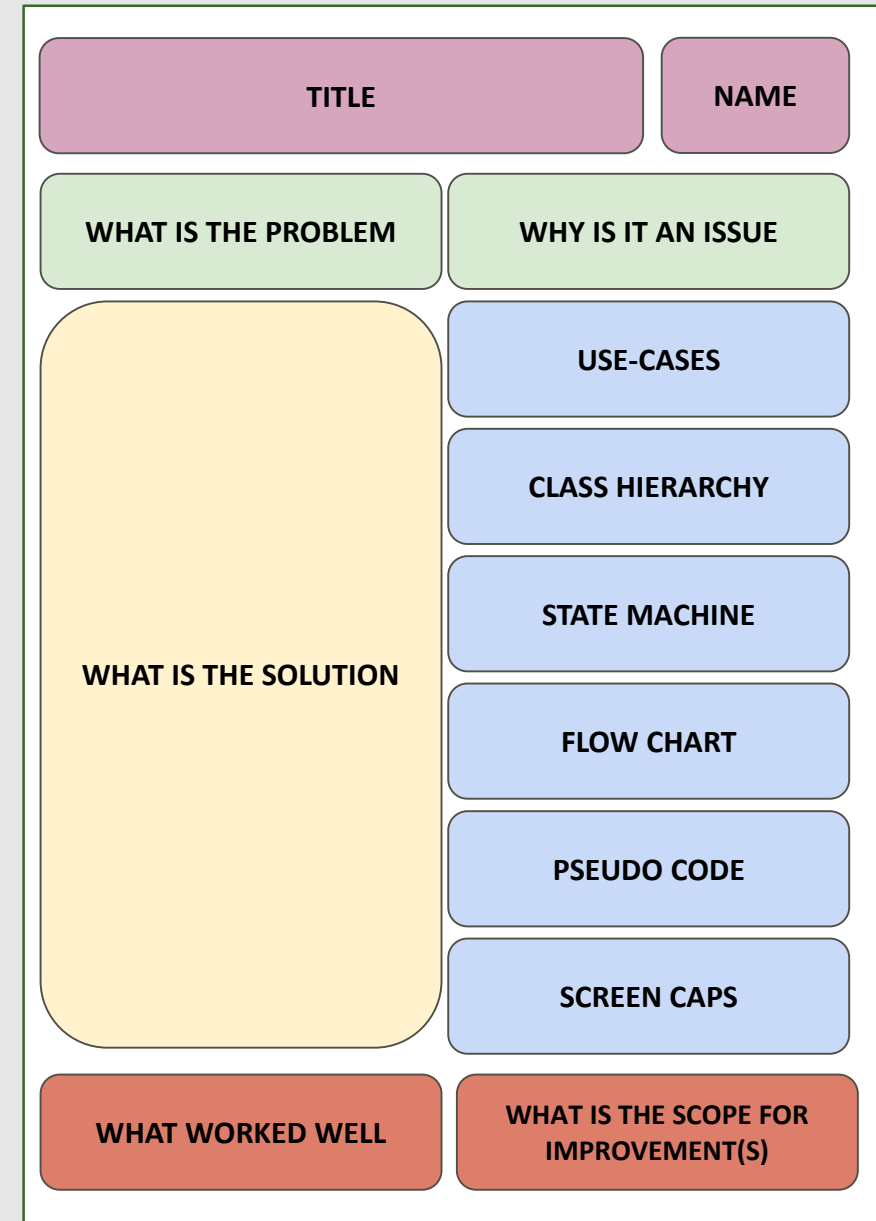 TITLE
NAME
WHAT IS THE PROBLEM
WHY IS IT AN ISSUE
WHAT IS THE SOLUTION
USE-CASES
CLASS HIERARCHY
STATE MACHINE
FLOW CHART
PSEUDO CODE
SCREEN CAPS
WHAT WORKED WELL
WHAT IS THE SCOPE FOR
IMPROVEMENT(S)